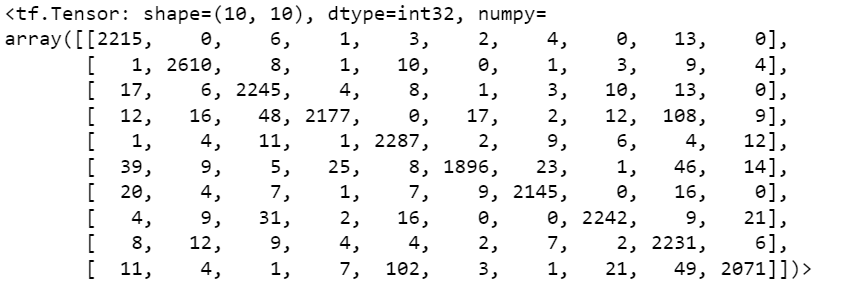 <tf.Tensor: shape=(10, 10), dtype=int32, numpy=
array([[2215,    0,    6,    1,    3,    2,    4,    0,   13,    0],
       [   1, 2610,    8,    1,   10,    0,    1,    3,    9,    4],
       [  17,    6, 2245,    4,    8,    1,    3,   10,   13,    0],
       [  12,   16,   48, 2177,    0,   17,    2,   12,  108,    9],
       [   1,    4,   11,    1, 2287,    2,    9,    6,    4,   12],
       [  39,    9,    5,   25,    8, 1896,   23,    1,   46,   14],
       [  20,    4,    7,    1,    7,    9, 2145,    0,   16,    0],
       [   4,    9,   31,    2,   16,    0,    0, 2242,    9,   21],
       [   8,   12,    9,    4,    4,    2,    7,    2, 2231,    6],
       [  11,    4,    1,    7,  102,    3,    1,   21,   49, 2071]])>